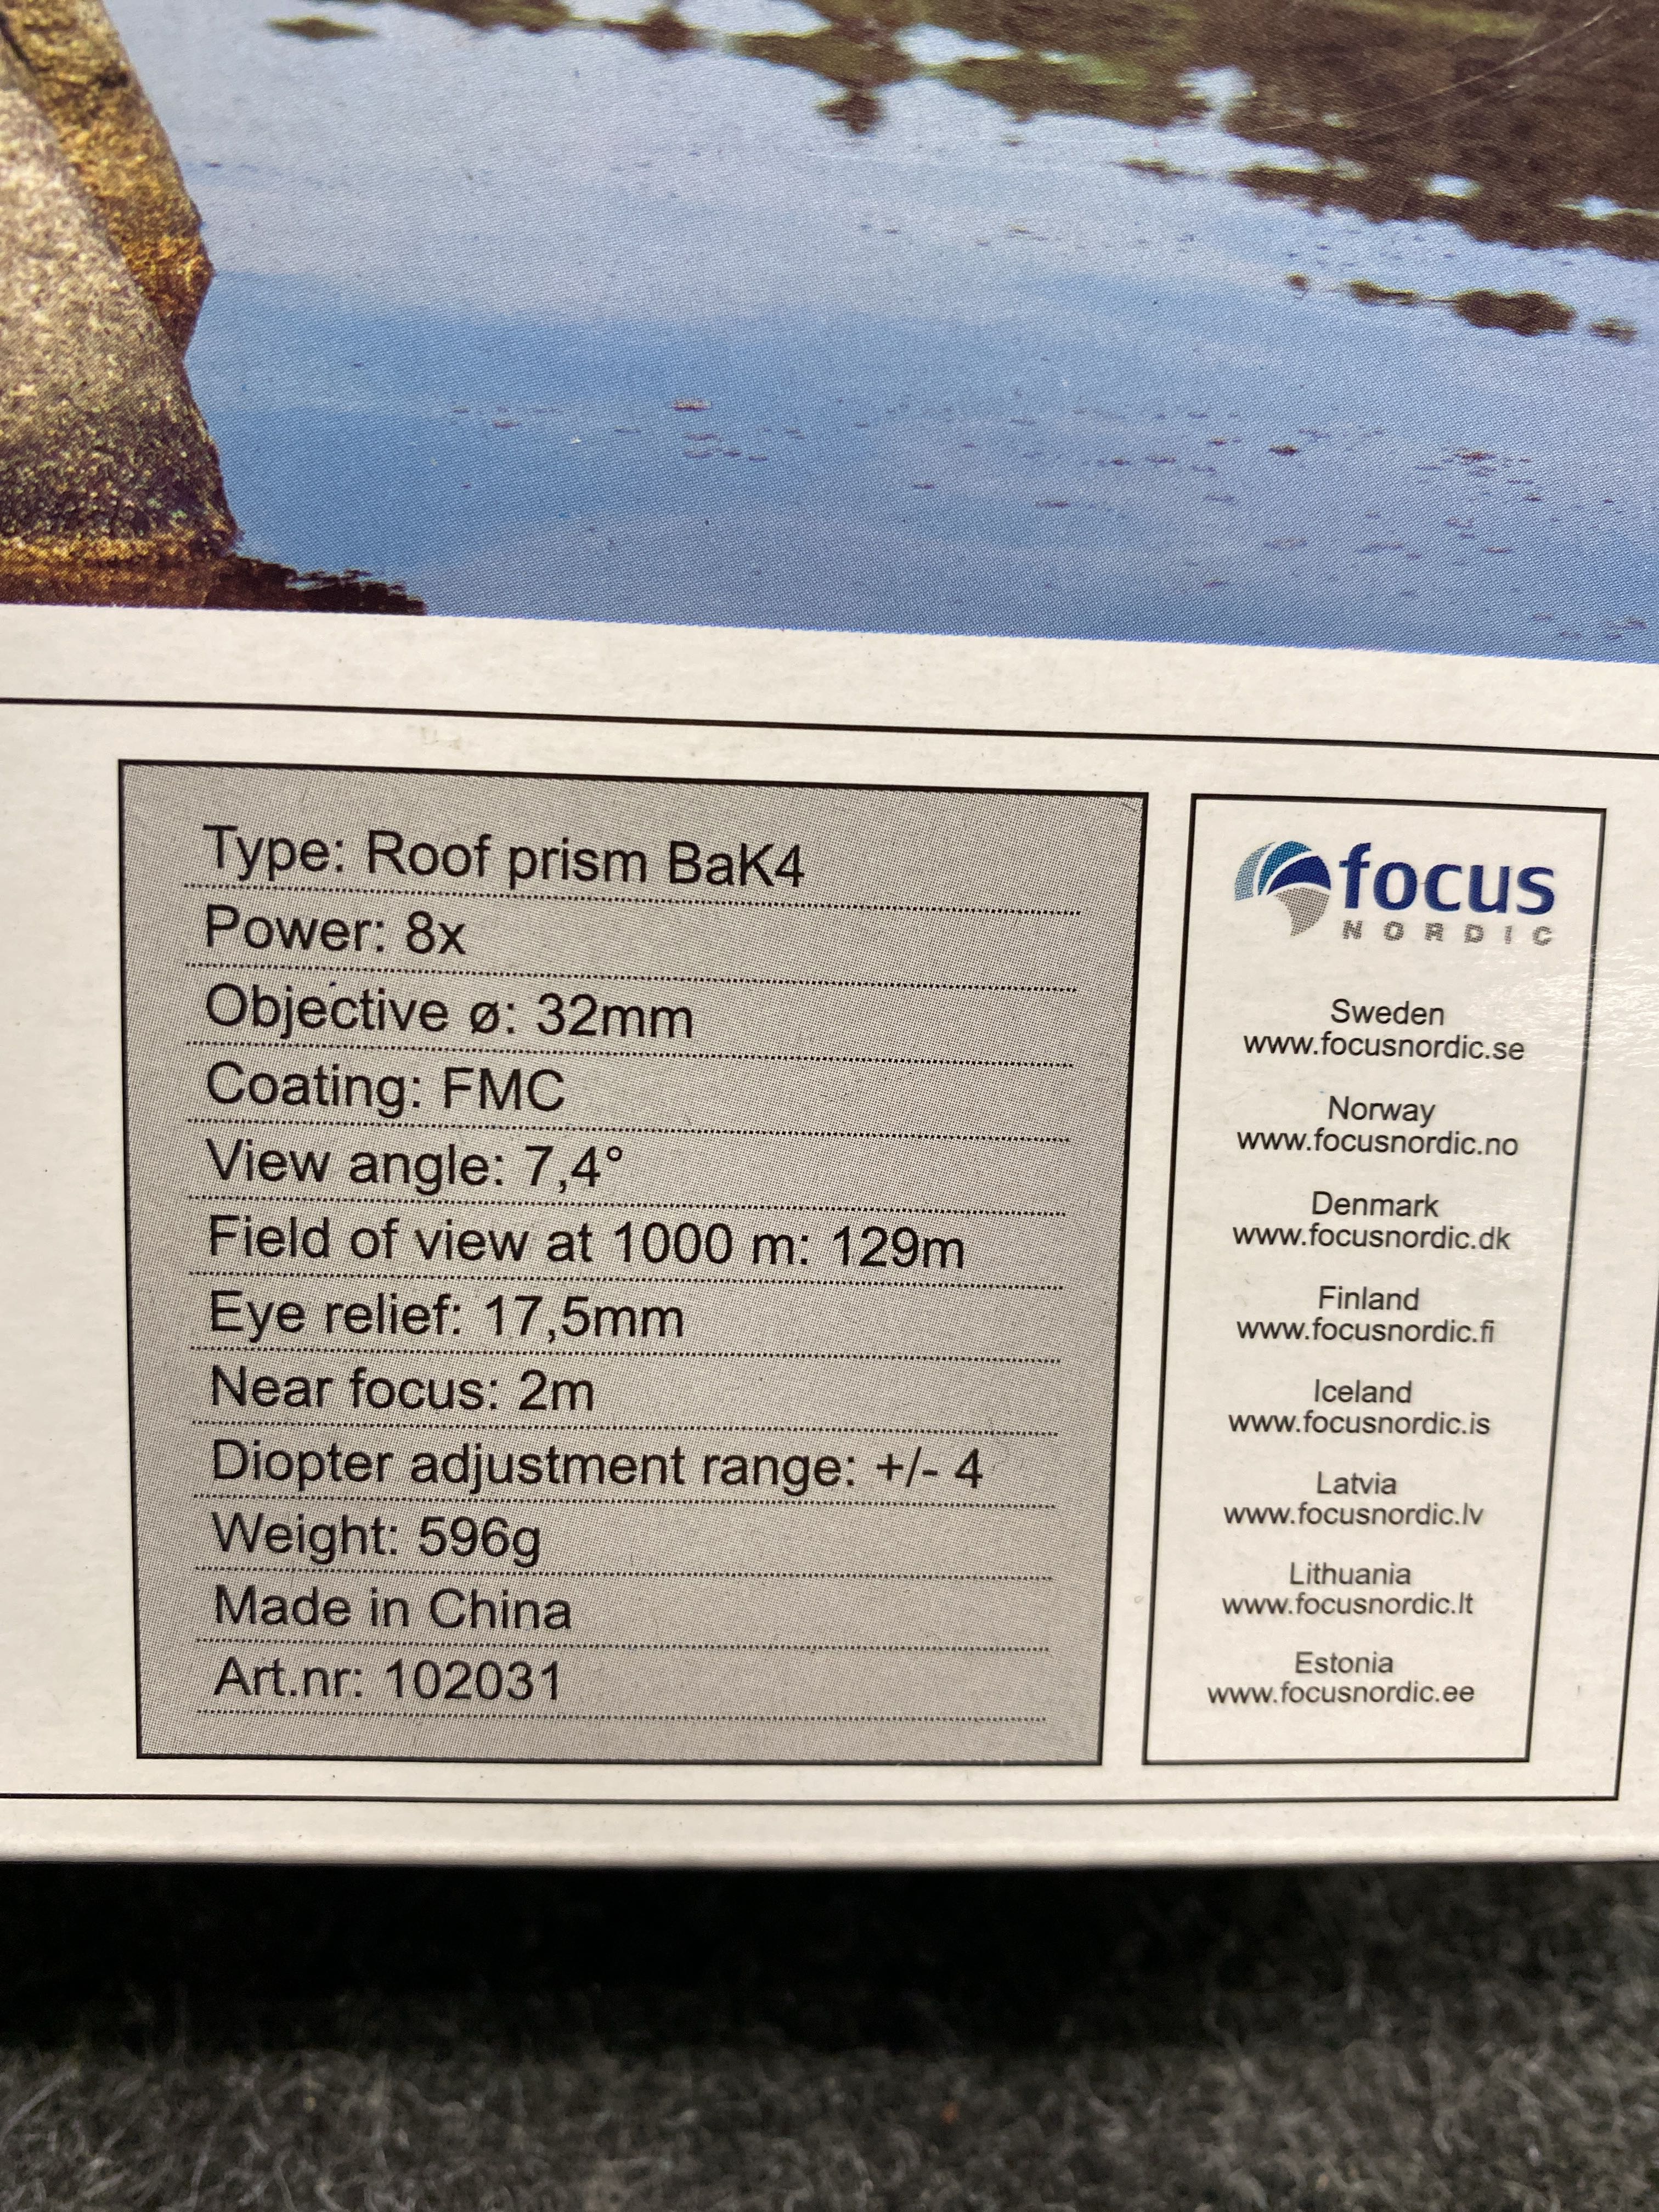 Type: Roof prism BaK4
Power: 8x
Objective ø: 32mm
Coating: FMC
View angle: 7,4°
Field of view at 1000 m: 129m
Eye relief: 17,5mm
Near focus: 2m
Diopter adjustment range: +/- 4
Weight: 596g
Made in China
Art.nr: 102031
focus
NORDIC
Sweden
www.focusnordic.se
Norway
www.focusnordic.no
Denmark
www.focusnordic.dk
Finland
www.focusnordic.fi
Iceland
www.focusnordic.is
Latvia
www.focusnordic.lv
Lithuania
www.focusnordic.lt
Estonia
www.focusnordic.ee